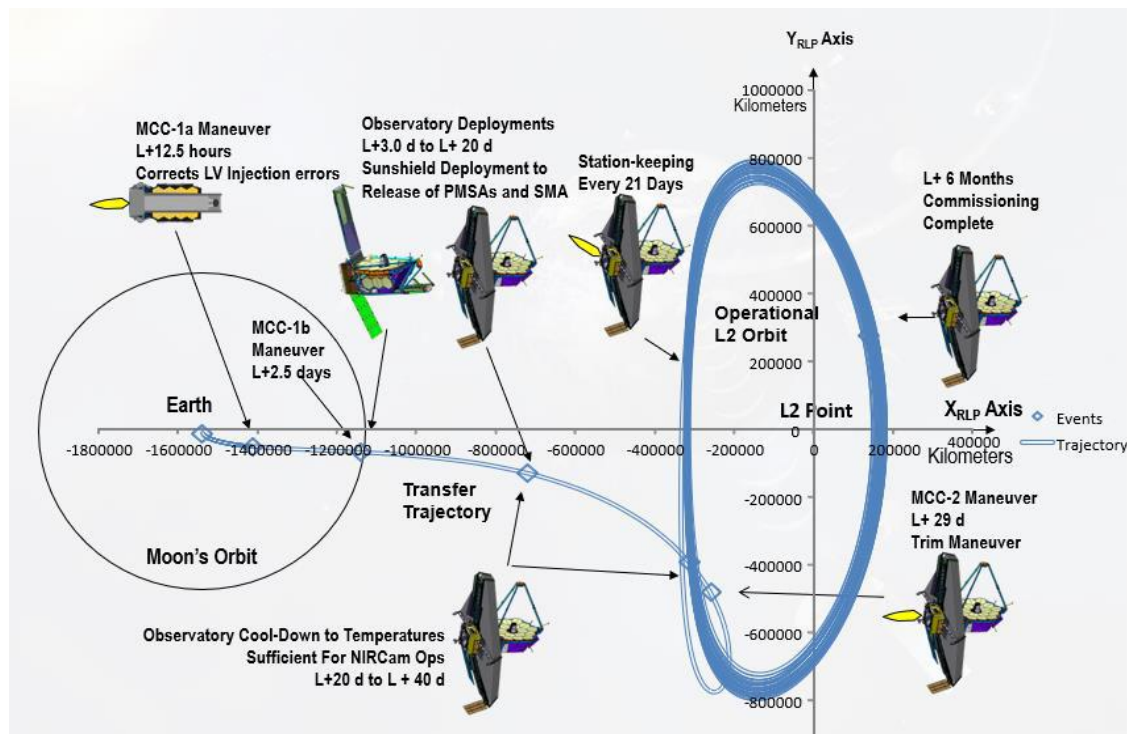 Y_RLP Axis
1000000
Kilometers
800000
600000
400000
200000
0
-200000
-400000
-600000
-800000
MCC-1a Maneuver
L+12.5 hours
Corrects LV Injection errors
Observatory Deployments
L+3.0 d to L+ 20 d
Sunshield Deployment to
Release of PMSAs and SMA
Station-keeping
Every 21 Days
L+ 6 Months
Commissioning
Complete
MCC-1b
Maneuver
L+2.5 days
Operational
L2 Orbit
Earth
L2 Point
X_RLP Axis
-1800000 -1600000 -1400000 -1200000 -1000000 -800000 -600000 -400000 -200000 0 200000 400000
Kilometers
Events
Trajectory
Transfer
Trajectory
Moon's Orbit
MCC-2 Maneuver
L+ 29 d
Trim Maneuver
Observatory Cool-Down to Temperatures
Sufficient For NIRCam Ops
L+20 d to L + 40 d